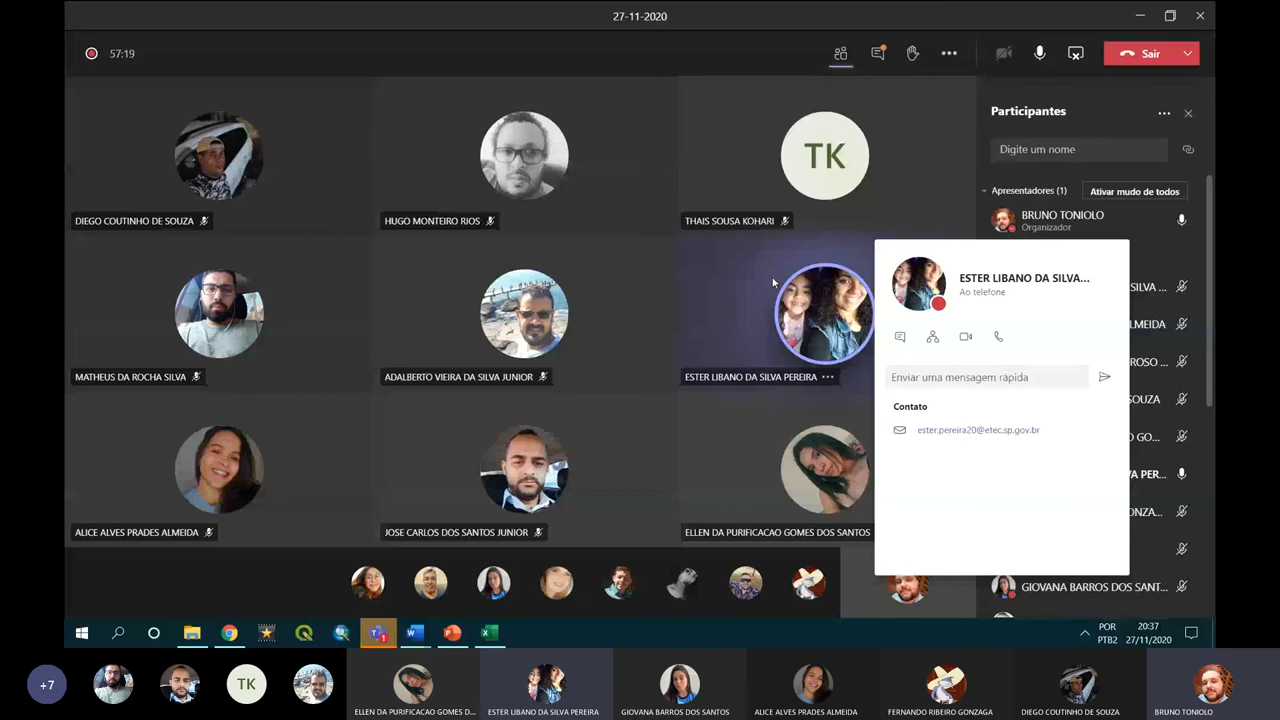 27-11-2020
57:19
Sair
Participantes
Digite um nome
Apresentadores (1)
Ativar mudo de todos
BRUNO TONIOLO
Organizador
DIEGO COUTINHO DE SOUZA
HUGO MONTEIRO RIOS
TK
THAIS SOUSA KOHARI
MATHEUS DA ROCHA SILVA
ADALBERTO VIEIRA DA SILVA JUNIOR
ESTER LIBANO DA SILVA PEREIRA
ALICE ALVES PRADES ALMEIDA
JOSE CARLOS DOS SANTOS JUNIOR
ELLEN DA PURIFICACAO GOMES DOS SANTOS
ESTER LIBANO DA SILVA...
Ao telefone
Enviar uma mensagem rápida
Contato
ester.pereira20@etec.sp.gov.br
SILVA ...
LMEIDA
ROSO ...
SOUZA
O GO...
VA PER...
ONZA...
GIOVANA BARROS DOS SANT...
POR
PTB2
20:37
27/11/2020
+7
TK
ELLEN DA PURIFICACAO GOMES D...
ESTER LIBANO DA SILVA PEREIRA
GIOVANA BARROS DOS SANTOS
ALICE ALVES PRADES ALMEIDA
FERNANDO RIBEIRO GONZAGA
DIEGO COUTINHO DE SOUZA
BRUNO TONIOLO